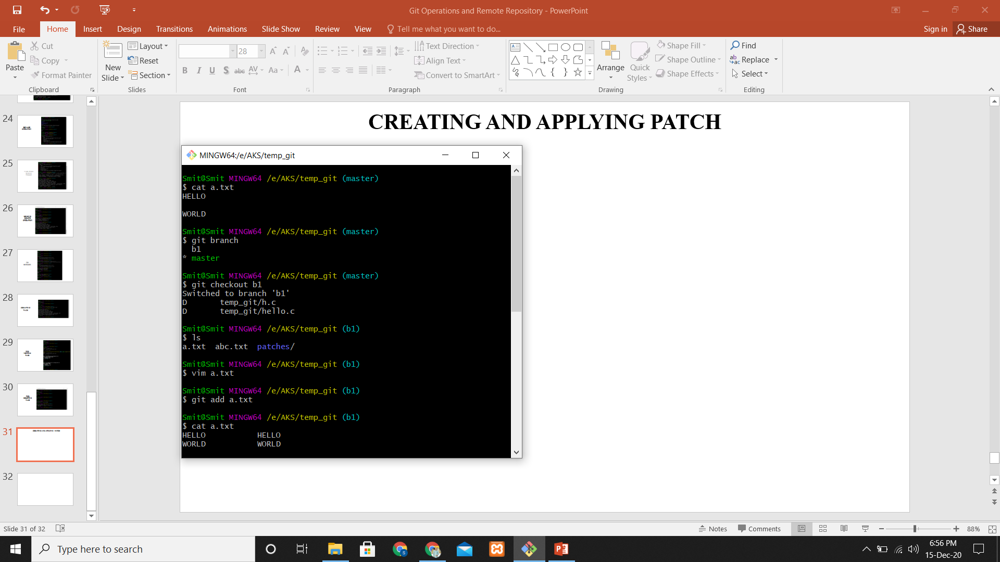 Git Operations and Remote Repository - PowerPoint
File Home Insert Design Transitions Animations Slide Show Review View Tell me what you want to do... Sign in Share
Paste
Cut
Copy
Format Painter
Clipboard
New
Slide
Layout
Reset
Section
Slides
28
B I U S abc AV Aa A
Font
Text Direction
Align Text
Convert to SmartArt
Paragraph
Arrange
Quick
Styles
Shape Fill
Shape Outline
Shape Effects
Drawing
Find
Replace
Select
Editing
24
25
26
27
28
29
30
31
32
CREATING AND APPLYING PATCH
MINGW64:/e/AKS/temp_git
Smit@Smit MINGW64 /e/AKS/temp_git (master)
$ cat a.txt
HELLO
WORLD
Smit@Smit MINGW64 /e/AKS/temp_git (master)
$ git branch
b1
* master
Smit@Smit MINGW64 /e/AKS/temp_git (master)
$ git checkout b1
Switched to branch 'b1'
D temp_git/h.c
D temp_git/hello.c
Smit@Smit MINGW64 /e/AKS/temp_git (b1)
$ ls
a.txt abc.txt patches/
Smit@Smit MINGW64 /e/AKS/temp_git (b1)
$ vim a.txt
Smit@Smit MINGW64 /e/AKS/temp_git (b1)
$ git add a.txt
Smit@Smit MINGW64 /e/AKS/temp_git (b1)
$ cat a.txt
HELLO HELLO
WORLD WORLD
Slide 31 of 32 Notes Comments 88%
Type here to search
6:56 PM
15-Dec-20